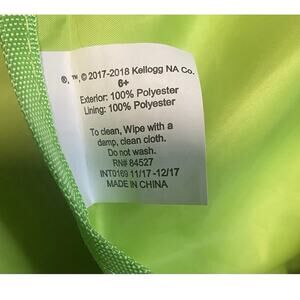 ®, ™, © 2017-2018 Kellogg NA Co.
6+
Exterior: 100% Polyester
Lining: 100% Polyester
To clean, Wipe with a
damp, clean cloth.
Do not wash.
RN# 84527
INT0169 11/17 -12/17
MADE IN CHINA